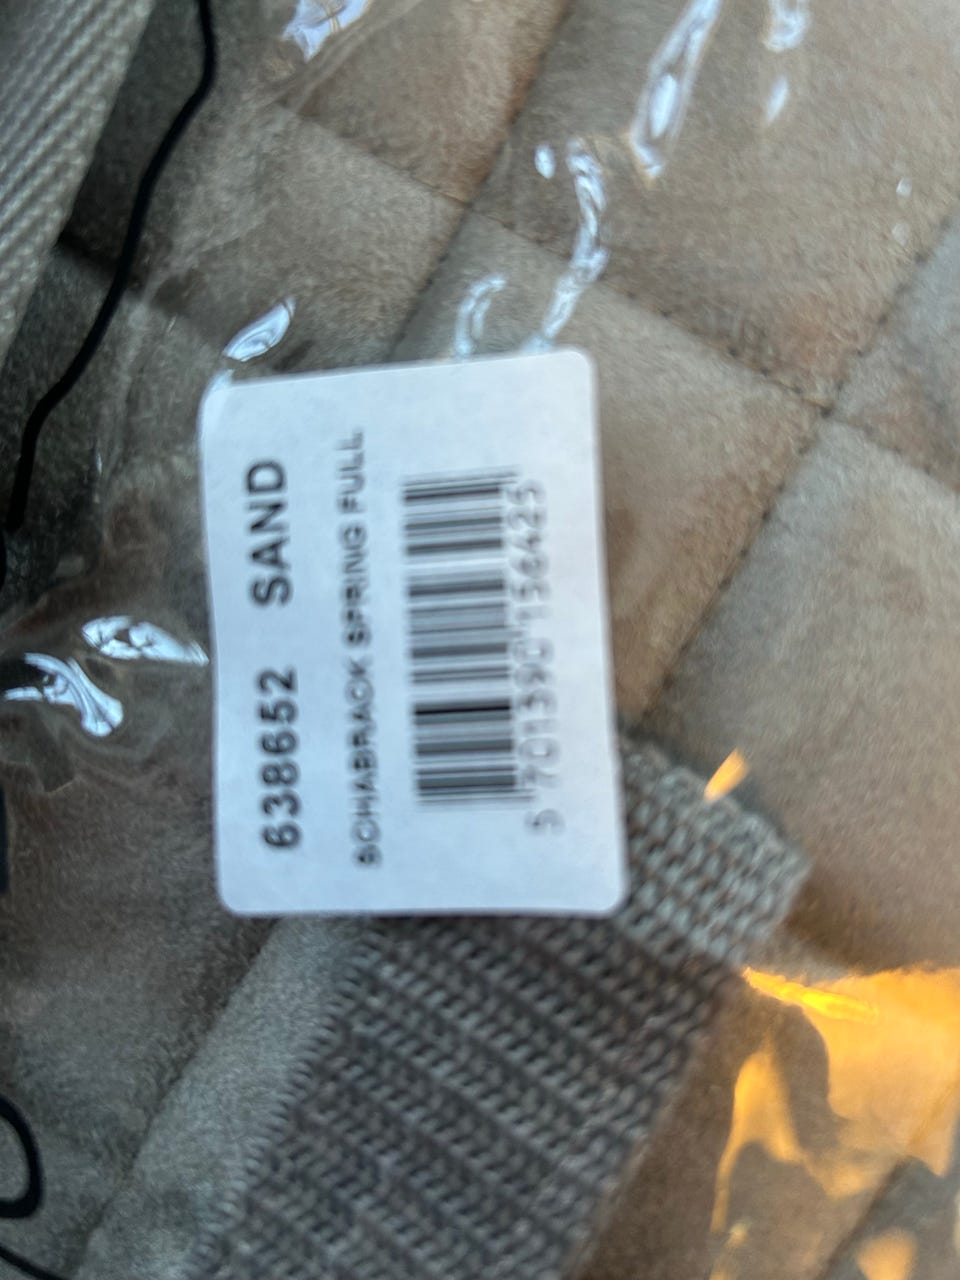 638652 SAND
SCHABRACK SPRING FULL
5 701390 156425